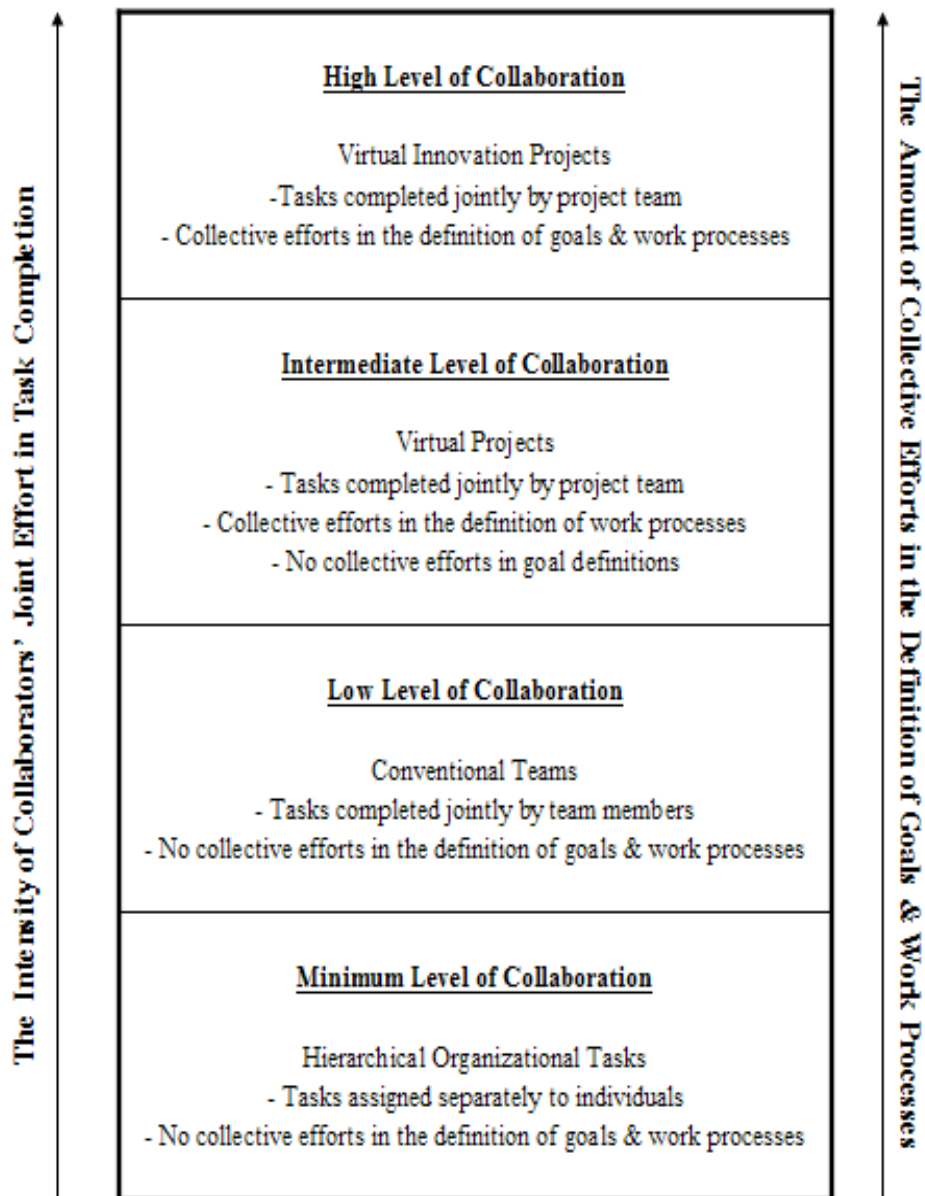 The Intensity of Collaborators' Joint Effort in Task Completion
High Level of Collaboration
Virtual Innovation Projects
-Tasks completed jointly by project team
- Collective efforts in the definition of goals & work processes
Intermediate Level of Collaboration
Virtual Projects
- Tasks completed jointly by project team
- Collective efforts in the definition of work processes
- No collective efforts in goal definitions
Low Level of Collaboration
Conventional Teams
- Tasks completed jointly by team members
- No collective efforts in the definition of goals & work processes
Minimum Level of Collaboration
Hierarchical Organizational Tasks
- Tasks assigned separately to individuals
- No collective efforts in the definition of goals & work processes
The Amount of Collective Efforts in the Definition of Goals & Work Processes